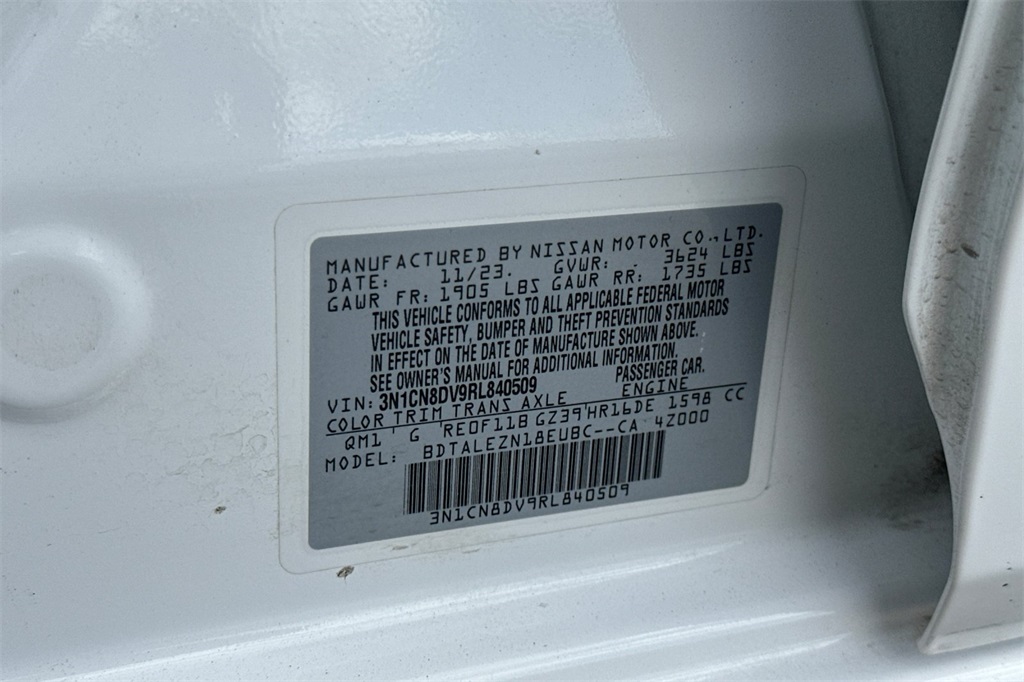 MANUFACTURED BY NISSAN MOTOR CO., LTD.
DATE: 11/23. GVWR: 3624 LBS
GAWR FR: 1905 LBS GAWR RR: 1735 LBS
THIS VEHICLE CONFORMS TO ALL APPLICABLE FEDERAL MOTOR
VEHICLE SAFETY, BUMPER AND THEFT PREVENTION STANDARDS
IN EFFECT ON THE DATE OF MANUFACTURE SHOWN ABOVE.
SEE OWNER'S MANUAL FOR ADDITIONAL INFORMATION.
VIN: 3N1CN8DV9RL840509 PASSENGER CAR.
COLOR TRIM TRANS AXLE ENGINE
QM1 ' G 'RE0F11B GZ39'HR16DE 1598 CC
MODEL: BDTALEZN18EUBC--CA 4Z000
3N1CN8DV9RL840509